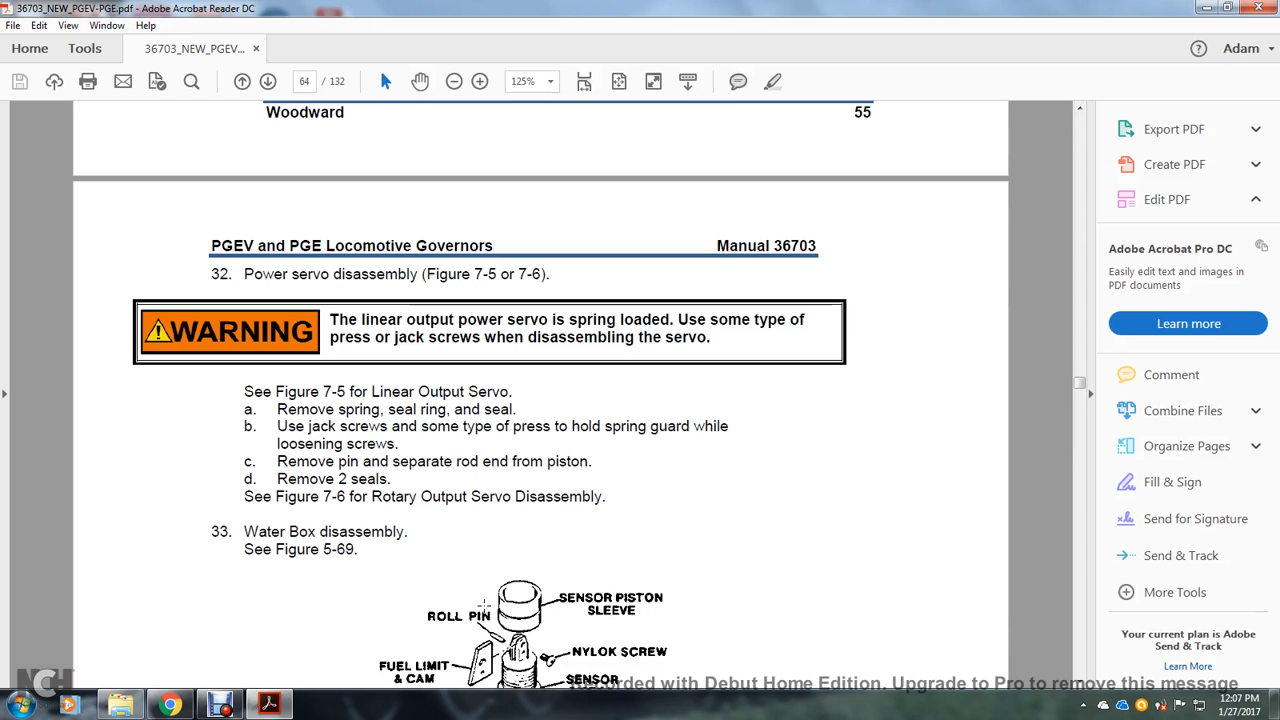 36703_NEW_PGEV-PGE.pdf - Adobe Acrobat Reader DC
File Edit View Window Help
Home Tools 36703_NEW_PGEV... × Adam
64 / 132 125%
Woodward 55
PGEV and PGE Locomotive Governors Manual 36703
32. Power servo disassembly (Figure 7-5 or 7-6).
WARNING
The linear output power servo is spring loaded. Use some type of
press or jack screws when disassembling the servo.
See Figure 7-5 for Linear Output Servo.
a. Remove spring, seal ring, and seal.
b. Use jack screws and some type of press to hold spring guard while
loosening screws.
c. Remove pin and separate rod end from piston.
d. Remove 2 seals.
See Figure 7-6 for Rotary Output Servo Disassembly.
33. Water Box disassembly.
See Figure 5-69.
SENSOR PISTON
SLEEVE
ROLL PIN
NYLOK SCREW
FUEL LIMIT
& CAM
SENSOR
Export PDF
Create PDF
Edit PDF
Adobe Acrobat Pro DC
Easily edit text and images in
PDF documents
Learn more
Comment
Combine Files
Organize Pages
Fill & Sign
Send for Signature
Send & Track
More Tools
Your current plan is Adobe
Send & Track
Learn More
NCH
Recorded with Debut Home Edition. Upgrade to Pro to remove this message
12:07 PM
1/27/2017